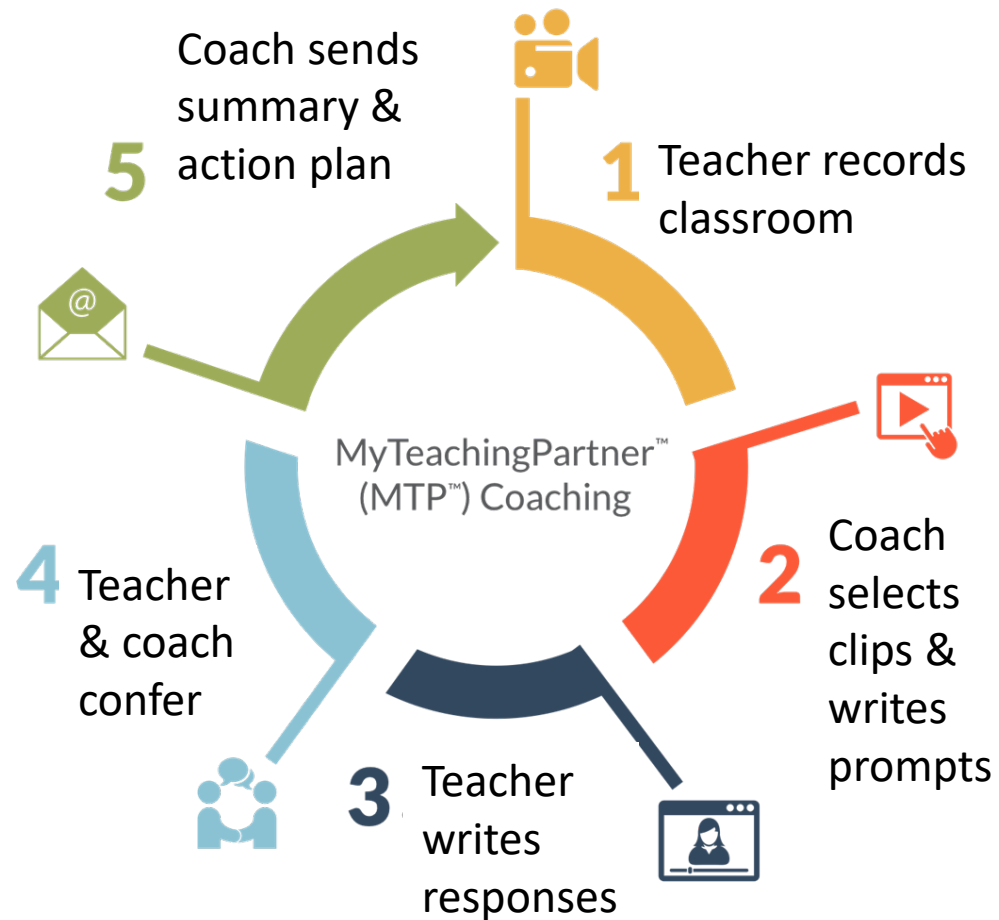 1
Teacher records
classroom
2
Coach
selects
clips &
writes
prompts
3
Teacher
writes
responses
4
Teacher
& coach
confer
5
Coach sends
summary &
action plan
@
MyTeachingPartner™
(MTP™) Coaching